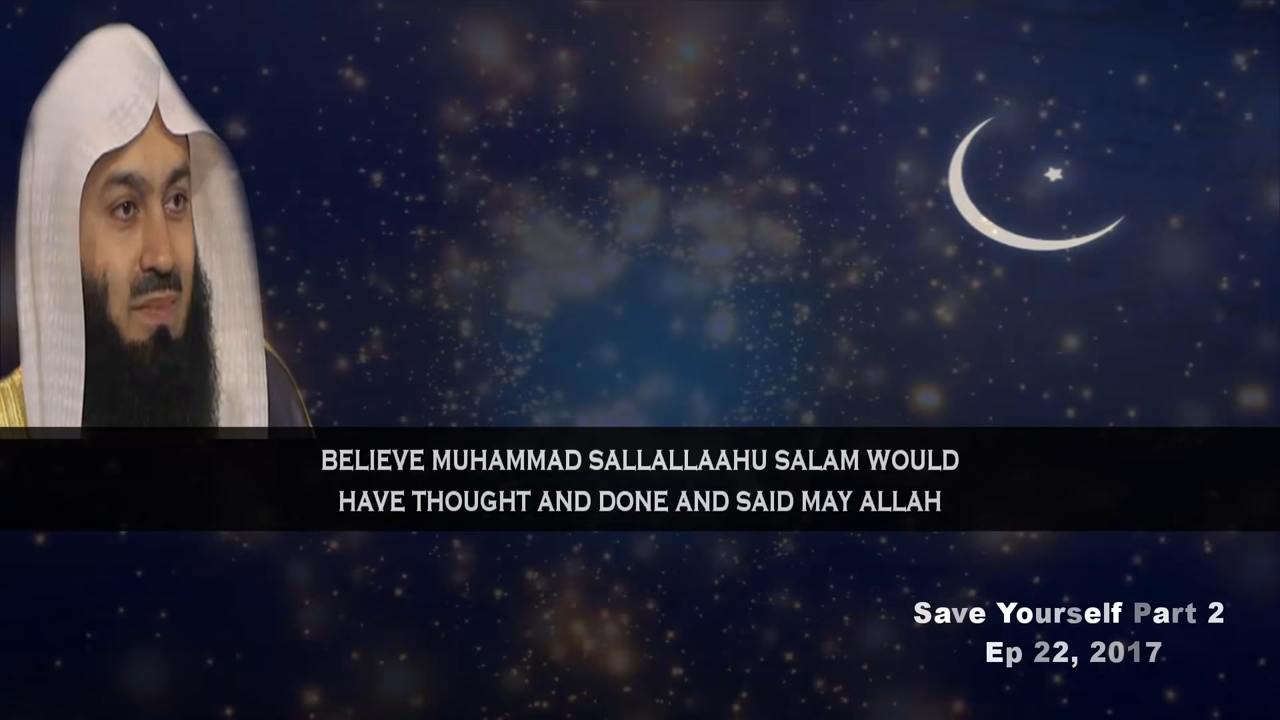 BELIEVE MUHAMMAD SALLALLAAHU SALAM WOULD
HAVE THOUGHT AND DONE AND SAID MAY ALLAH
Save Yourself Part 2
Ep 22, 2017